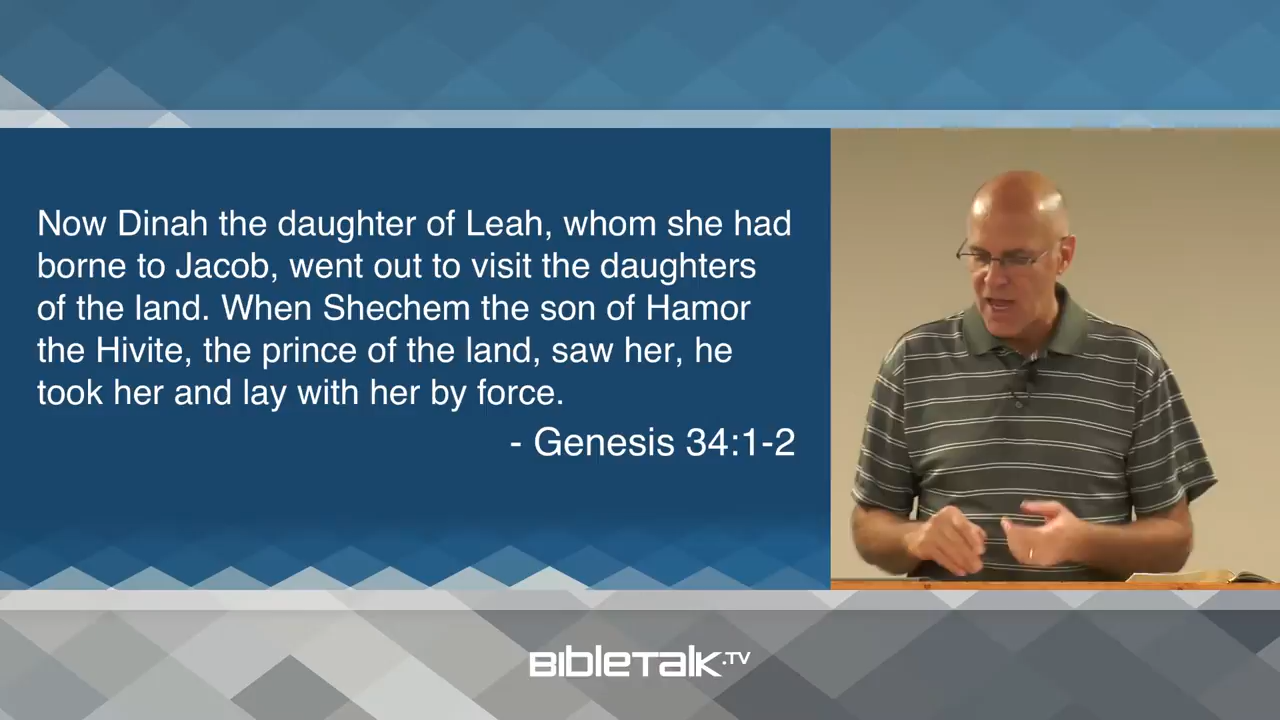 Now Dinah the daughter of Leah, whom she had
borne to Jacob, went out to visit the daughters
of the land. When Shechem the son of Hamor
the Hivite, the prince of the land, saw her, he
took her and lay with her by force.
- Genesis 34:1-2
BIBLETALK.TV